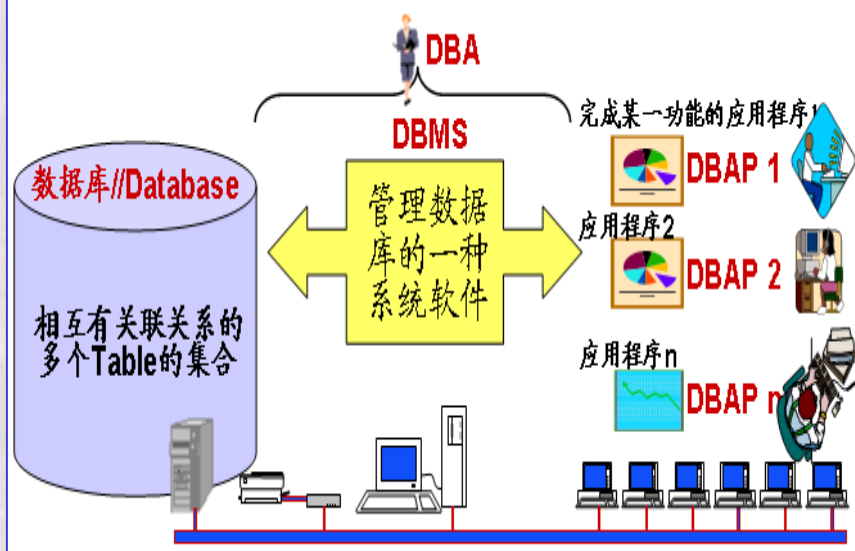 DBA
DBMS
数据库//Database
相互有关联关系的
多个Table的集合
管理数据
库的一种
系统软件
完成某一功能的应用程序1
DBAP 1
应用程序2
DBAP 2
应用程序n
DBAP n